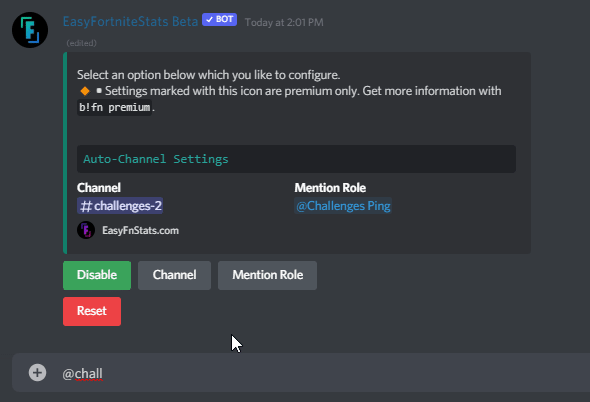 EasyFortniteStats Beta ✓ BOT Today at 2:01 PM
(edited)
Select an option below which you like to configure.
🔸 ▪ Settings marked with this icon are premium only. Get more information with
b!fn premium.
Auto-Channel Settings
Channel Mention Role
#challenges-2 @Challenges Ping
EasyFnStats.com
Disable Channel Mention Role
Reset
@chall